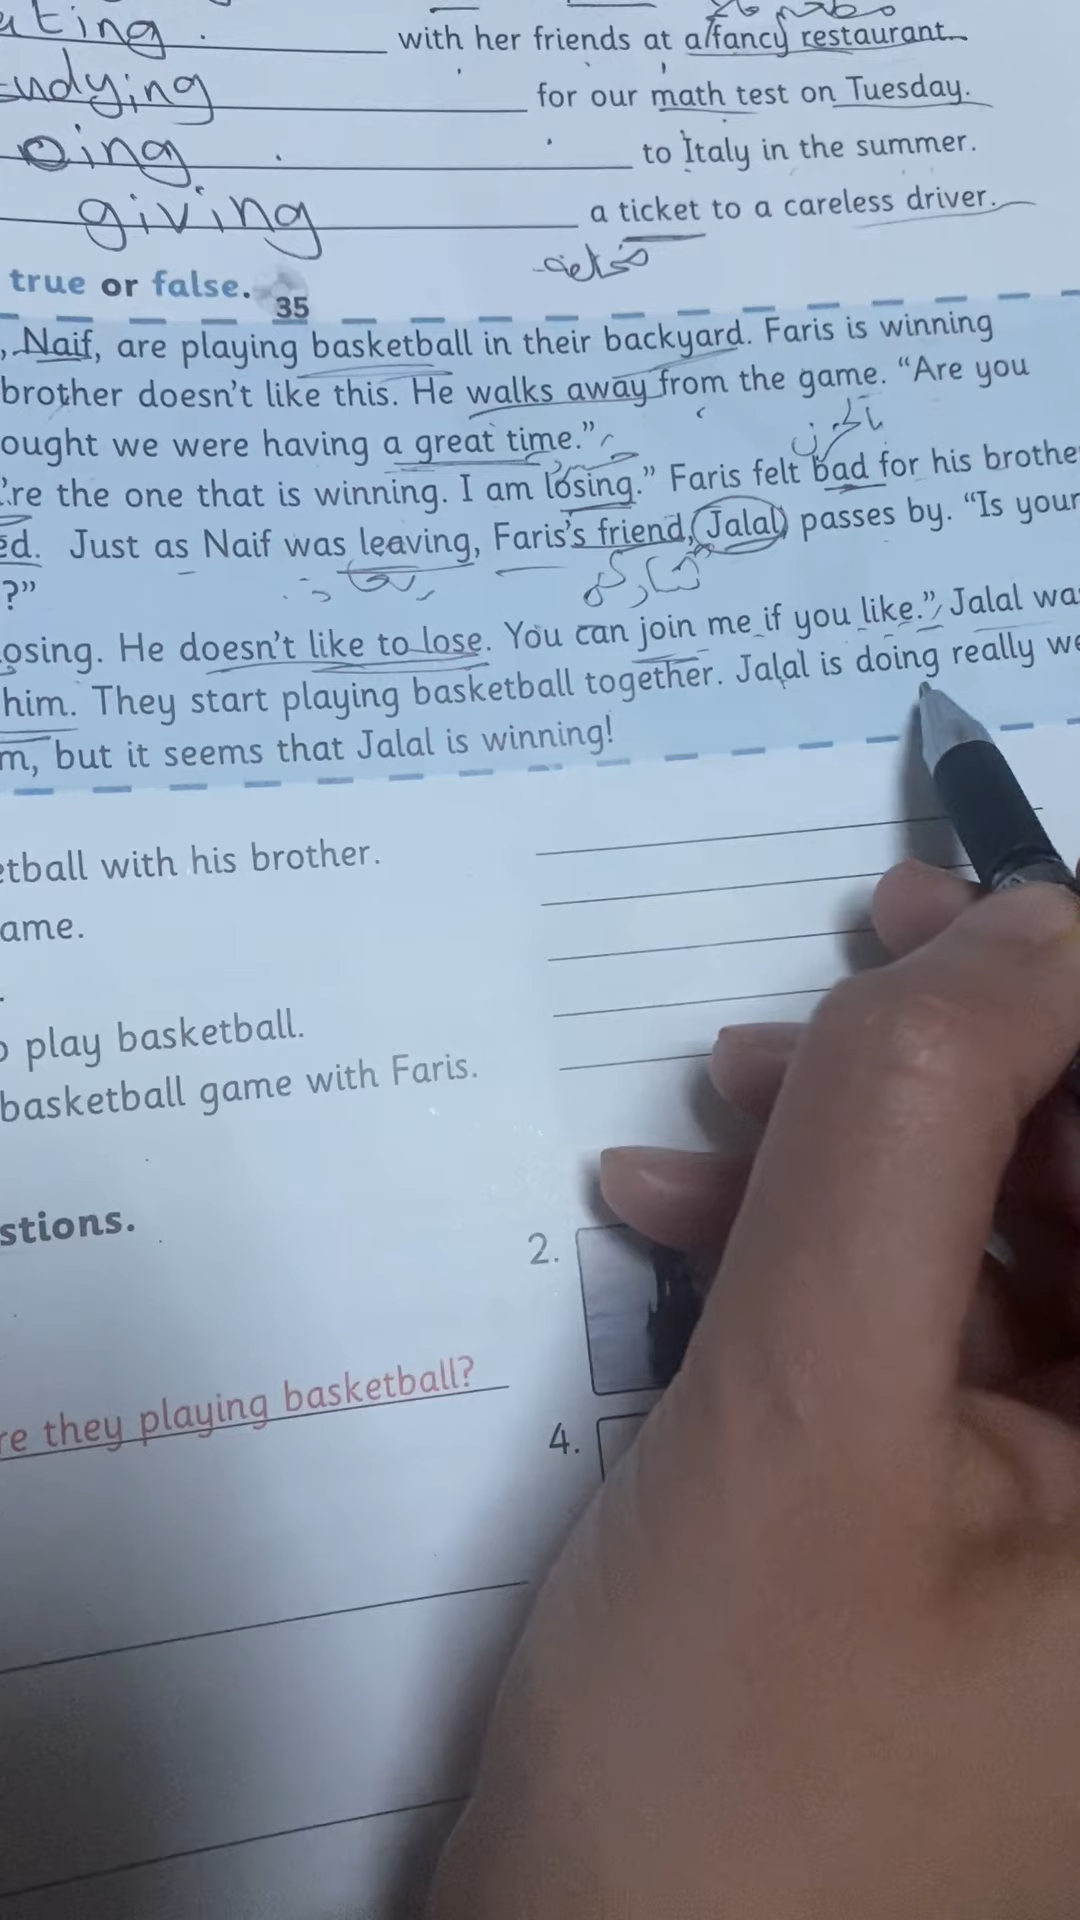 ating with her friends at a fancy restaurant.
udying for our math test on Tuesday.
oing to Italy in the summer.
giving a ticket to a careless driver.
true or false. 35
, Naif, are playing basketball in their backyard. Faris is winning
brother doesn't like this. He walks away from the game. “Are you
ought we were having a great time.”
're the one that is winning. I am losing.” Faris felt bad for his brothe
ed. Just as Naif was leaving, Faris's friend, Jalal, passes by. “Is your
?”
osing. He doesn't like to lose. You can join me if you like.”, Jalal wa
him. They start playing basketball together. Jalal is doing really we
m, but it seems that Jalal is winning!
etball with his brother.
ame.
o play basketball.
basketball game with Faris.
stions.
2.
re they playing basketball?
4.